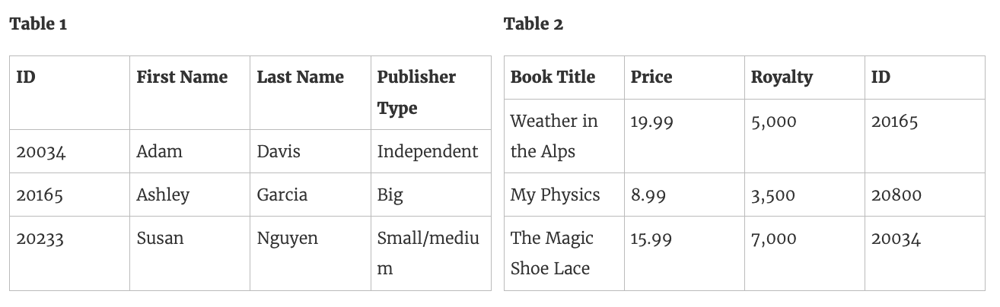 Table 1
ID First Name Last Name Publisher
Type
20034 Adam Davis Independent
20165 Ashley Garcia Big
20233 Susan Nguyen Small/mediu
m
Table 2
Book Title Price Royalty ID
Weather in 19.99 5,000 20165
the Alps
My Physics 8.99 3,500 20800
The Magic 15.99 7,000 20034
Shoe Lace